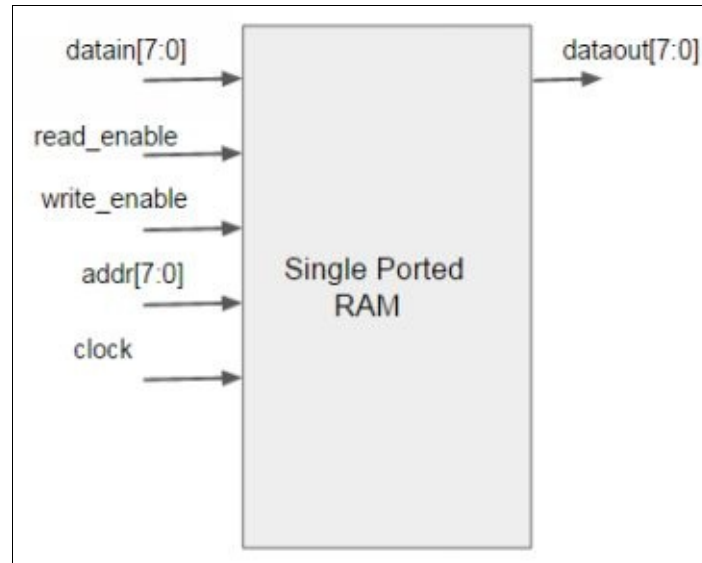 datain[7:0]
dataout[7:0]
read_enable
write_enable
addr[7:0]
Single Ported
RAM
clock